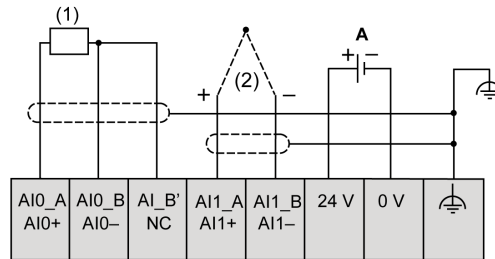 (1)
A
+ −
+ (2) −
AI0_A AI0_B AI_B' AI1_A AI1_B 24 V 0 V
AI0+ AI0− NC AI1+ AI1−